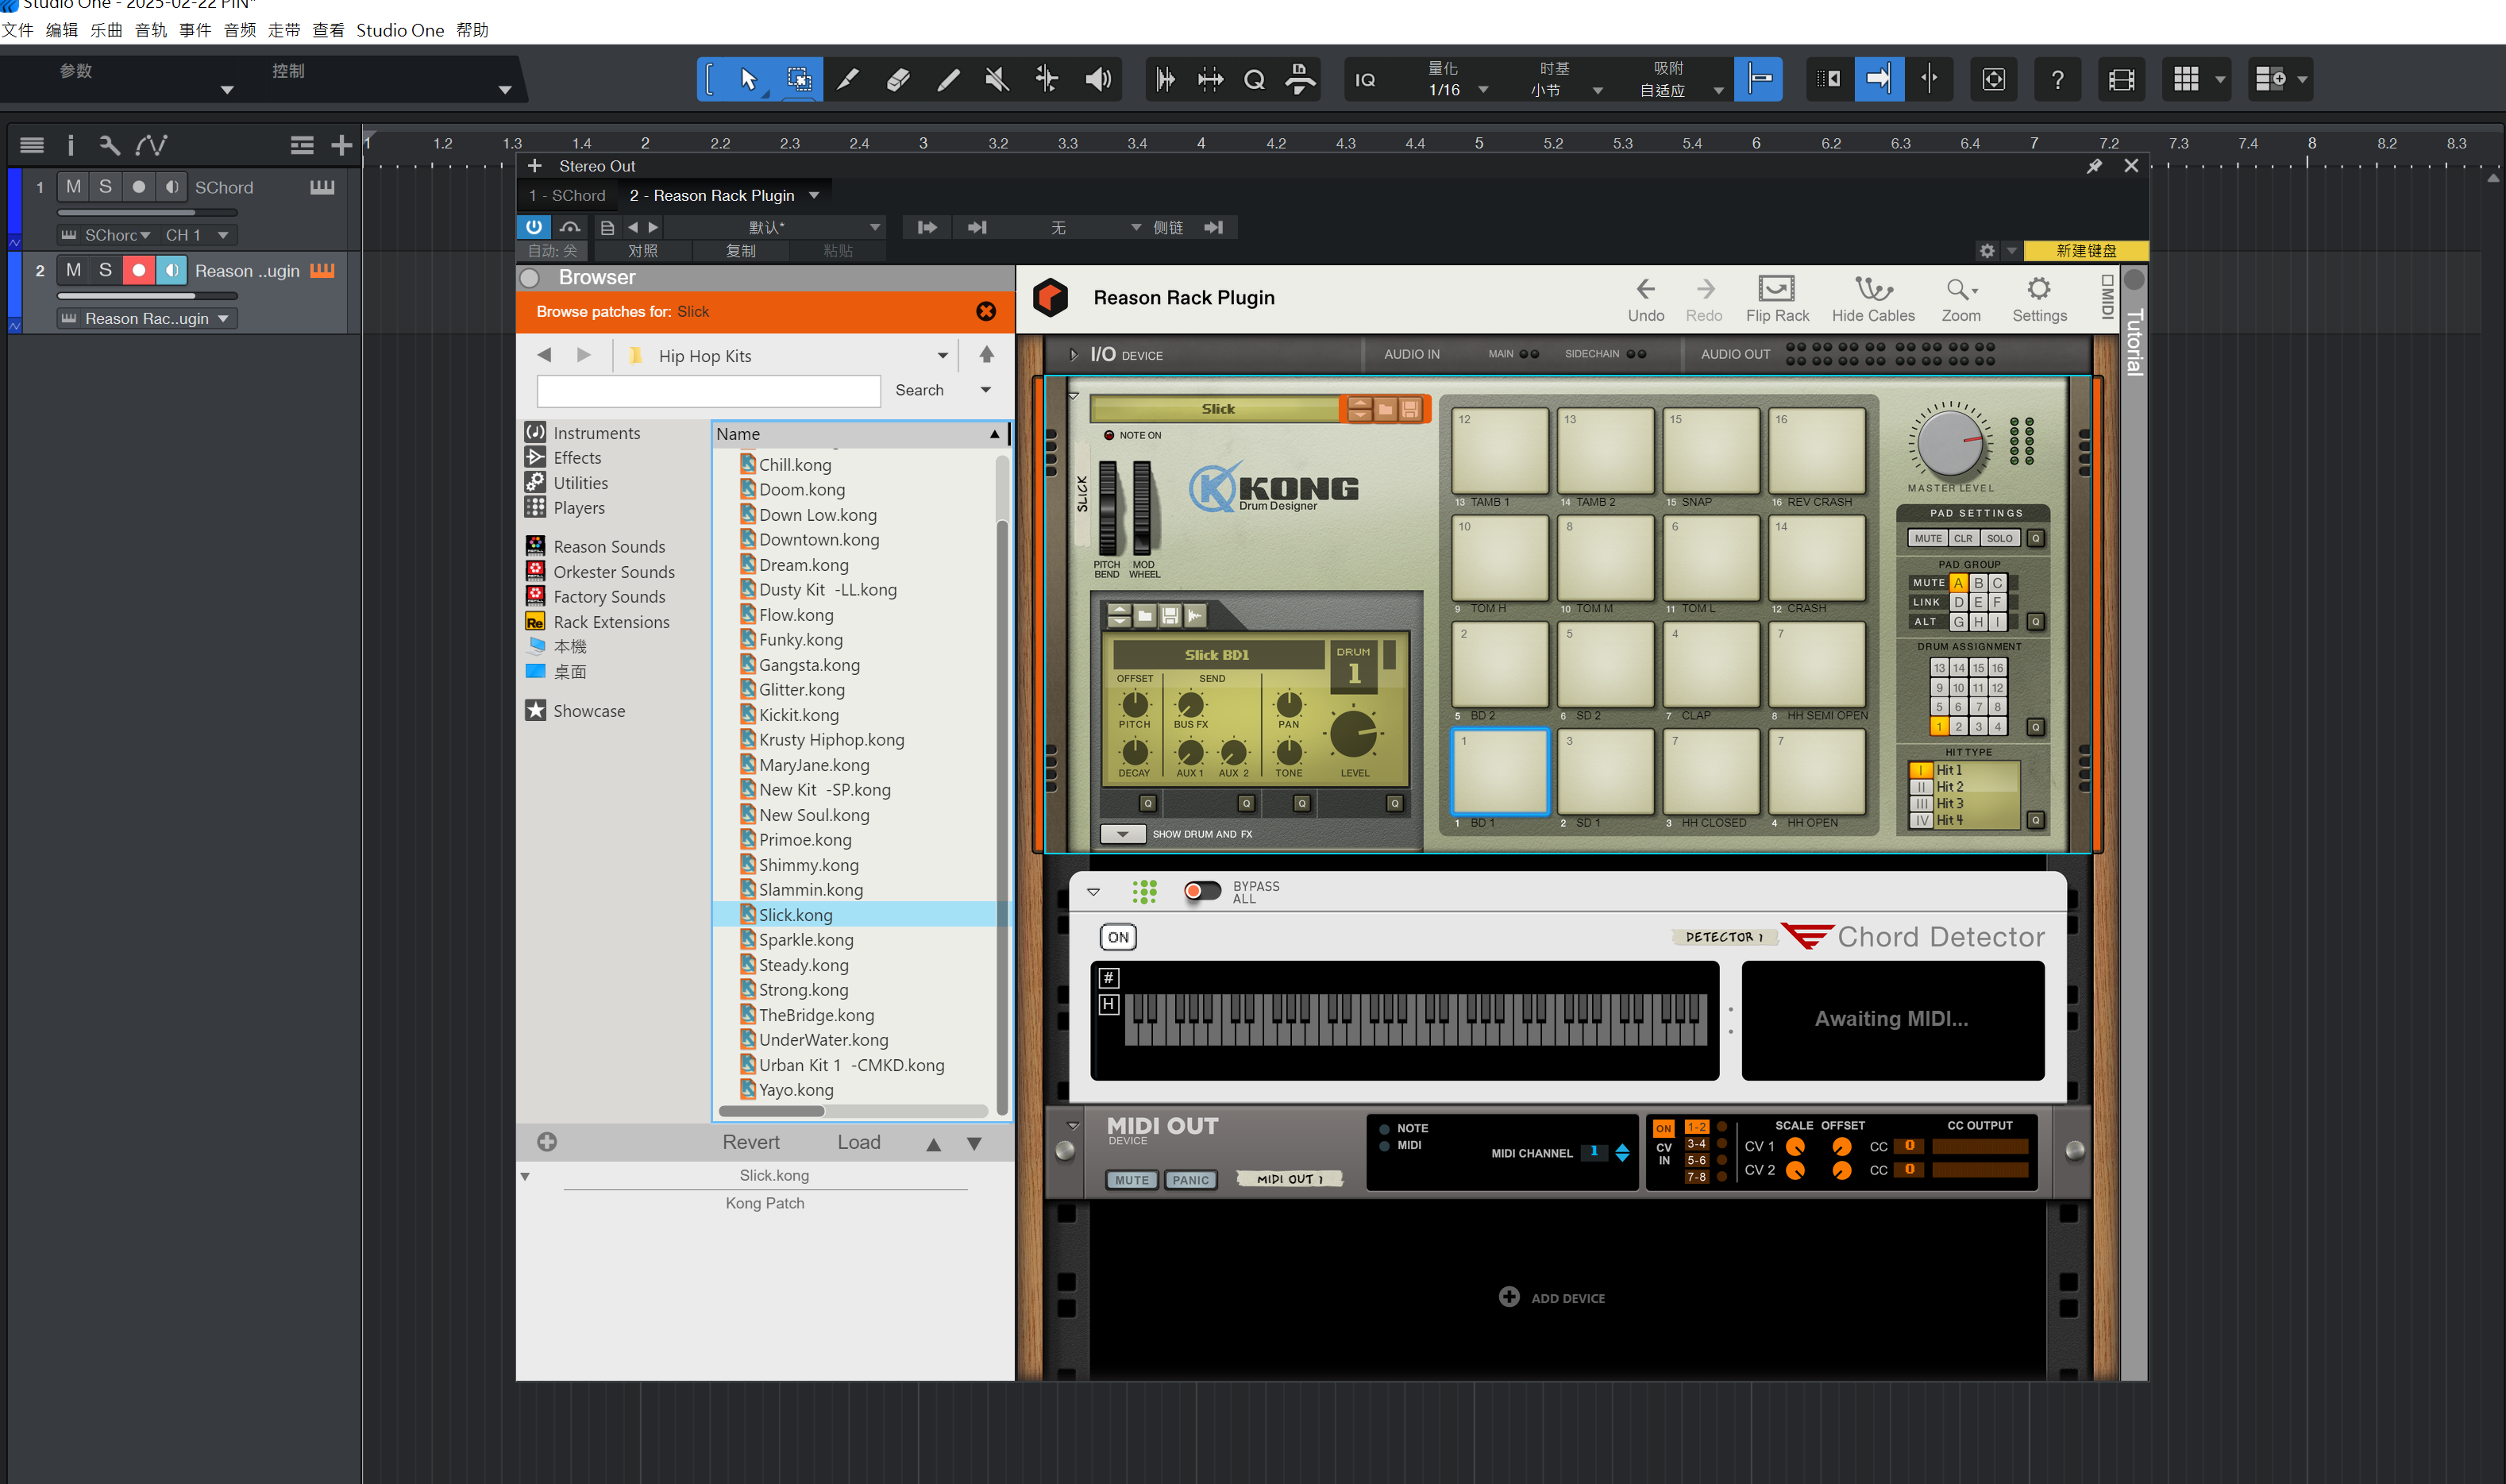 Studio One - 2025-02-22 PIN*
文件 编辑 乐曲 音轨 事件 音频 走带 查看 Studio One 帮助
参数 控制
IQ 量化 1/16 时基 小节 吸附 自适应
1 1.2 1.3 1.4 2 2.2 2.3 2.4 3 3.2 3.3 3.4 4 4.2 4.3 4.4 5 5.2 5.3 5.4 6 6.2 6.3 6.4 7 7.2 7.3 7.4 8 8.2 8.3
1 M S SChord
SChorc CH 1
2 M S Reason ..ugin
Reason Rac..ugin
Stereo Out
1 - SChord 2 - Reason Rack Plugin
默认* 无 侧链
自动: 关 对照 复制 粘贴 新建键盘
Browser
Browse patches for: Slick
Hip Hop Kits
Search
Instruments
Effects
Utilities
Players
Reason Sounds
Orkester Sounds
Factory Sounds
Rack Extensions
本機
桌面
Showcase
Name
Chill.kong
Doom.kong
Down Low.kong
Downtown.kong
Dream.kong
Dusty Kit  -LL.kong
Flow.kong
Funky.kong
Gangsta.kong
Glitter.kong
Kickit.kong
Krusty Hiphop.kong
MaryJane.kong
New Kit  -SP.kong
New Soul.kong
Primoe.kong
Shimmy.kong
Slammin.kong
Slick.kong
Sparkle.kong
Steady.kong
Strong.kong
TheBridge.kong
UnderWater.kong
Urban Kit 1  -CMKD.kong
Yayo.kong
Revert Load
Slick.kong
Kong Patch
Reason Rack Plugin
Undo Redo Flip Rack Hide Cables Zoom Settings
MIDI
Tutorial
I/O DEVICE AUDIO IN MAIN SIDECHAIN AUDIO OUT
Slick
NOTE ON
SLICK
KONG
Drum Designer
PITCH BEND MOD WHEEL
Slick BD1
DRUM 1
OFFSET SEND
PITCH BUS FX PAN
DECAY AUX 1 AUX 2 TONE LEVEL
Q Q Q Q
SHOW DRUM AND FX
12 13 15 16
13 TAMB 1 14 TAMB 2 15 SNAP 16 REV CRASH
10 8 6 14
9 TOM H 10 TOM M 11 TOM L 12 CRASH
2 5 4 7
5 BD 2 6 SD 2 7 CLAP 8 HH SEMI OPEN
1 3 7 7
1 BD 1 2 SD 1 3 HH CLOSED 4 HH OPEN
MASTER LEVEL
PAD SETTINGS
MUTE CLR SOLO Q
PAD GROUP
MUTE A B C
LINK D E F
ALT G H I Q
DRUM ASSIGNMENT
13 14 15 16
9 10 11 12
5 6 7 8
1 2 3 4 Q
HIT TYPE
I Hit 1
II Hit 2
III Hit 3
IV Hit 4 Q
BYPASS ALL
ON DETECTOR 1 Chord Detector
#
H
Awaiting MIDI...
MIDI OUT
DEVICE
MUTE PANIC MIDI OUT 1
NOTE
MIDI
MIDI CHANNEL 1
ON CV IN
1-2
3-4
5-6
7-8
SCALE OFFSET CC OUTPUT
CV 1 CC 0
CV 2 CC 0
ADD DEVICE